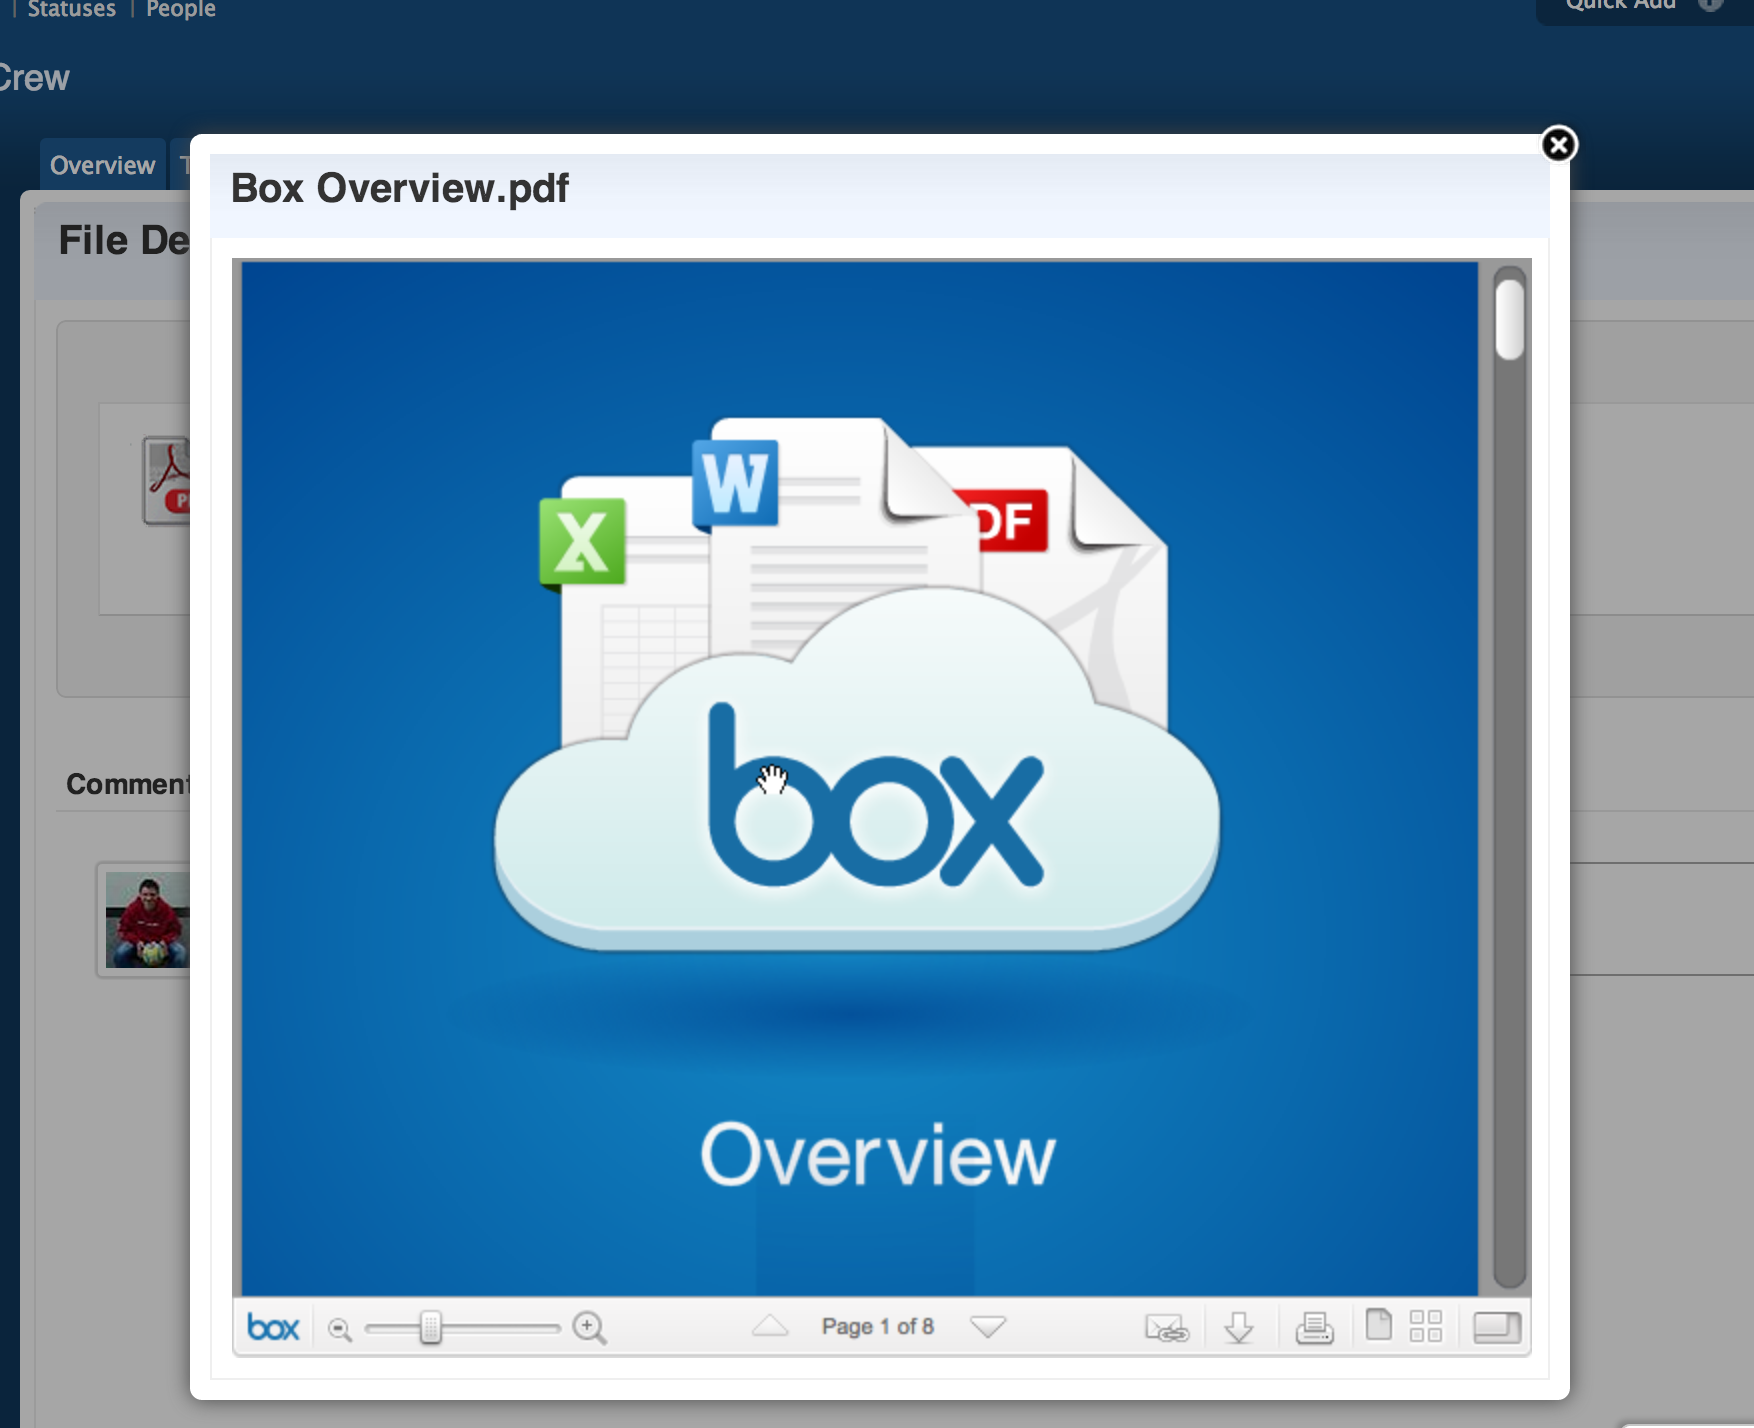 Statuses | People
Quick Add
Crew
Overview
Box Overview.pdf
File De
X
W
DF
box
Comment
Overview
box
Page 1 of 8